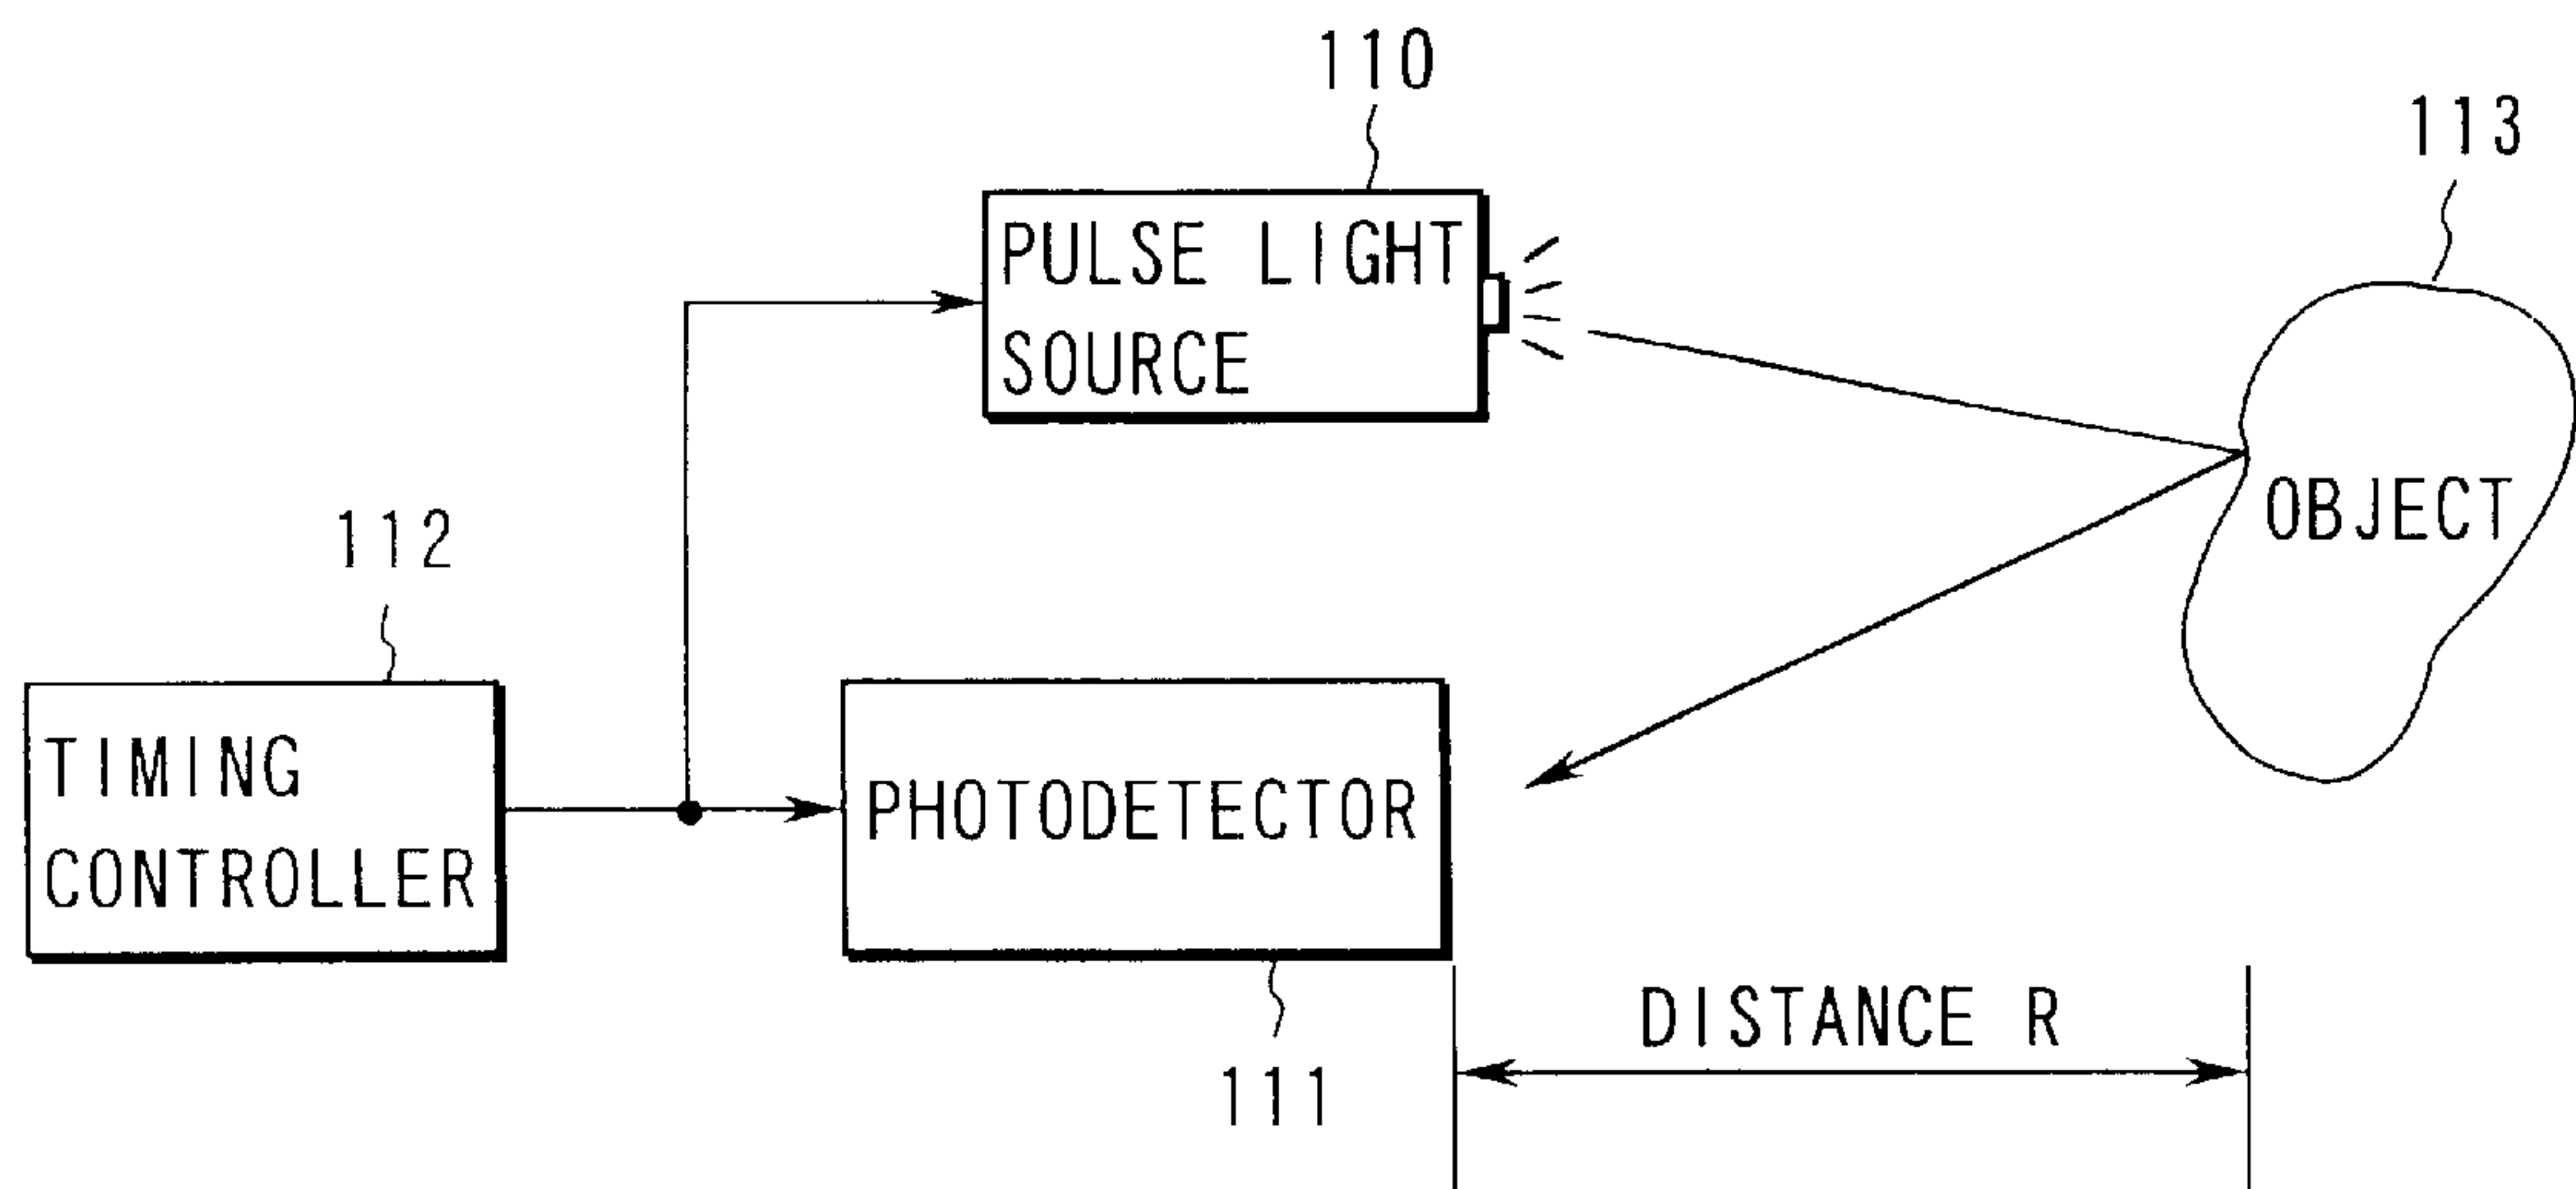 110
113
PULSE LIGHT
SOURCE
OBJECT
112
TIMING
CONTROLLER
PHOTODETECTOR
DISTANCE R
111